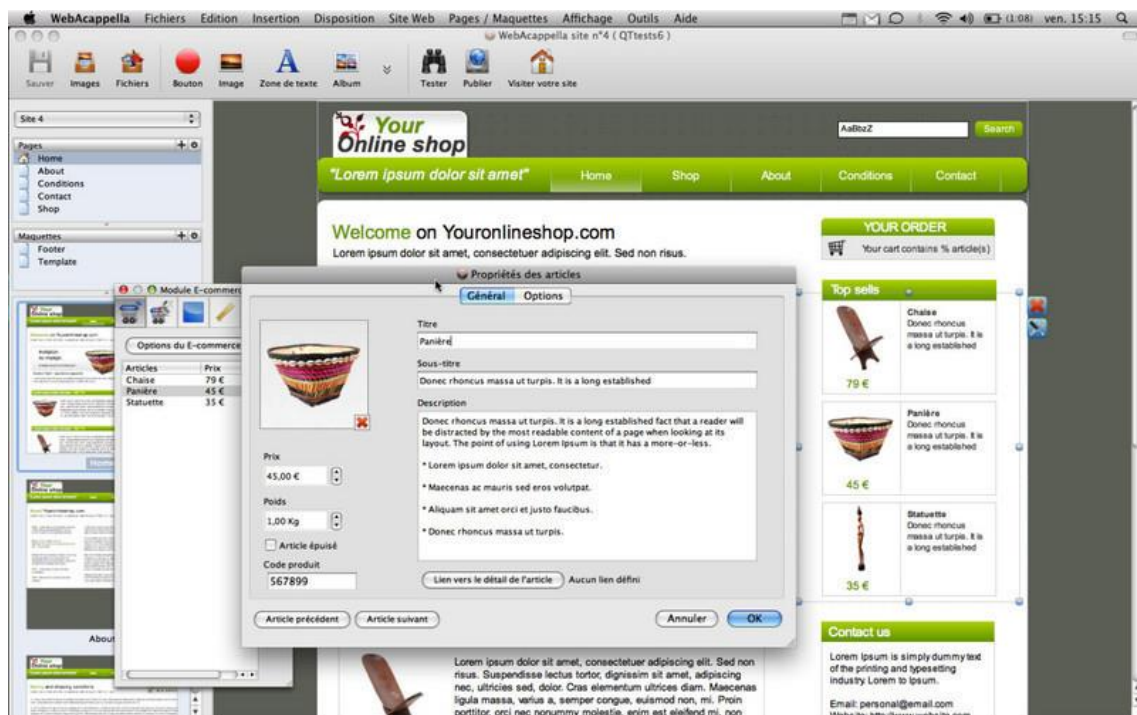 WebAcappella Fichiers Edition Insertion Disposition Site Web Pages / Maquettes Affichage Outils Aide (1:08) ven. 15:15
WebAcappella site n°4 ( QTtests6 )
Sauver Images Fichiers Bouton Image Zone de texte Album Tester Publier Visiter votre site
Site 4
Pages
Home
About
Conditions
Contact
Shop
Maquettes
Footer
Template
Home
About
Your
Online shop
AaBbzZ Search
"Lorem ipsum dolor sit amet" Home Shop About Conditions Contact
Welcome on Youronlineshop.com
Lorem ipsum dolor sit amet, consectetuer adipiscing elit. Sed non risus.
YOUR ORDER
Your cart contains % article(s)
Module E-commerc
Options du E-commerce
Articles Prix
Chaise 79 €
Panière 45 €
Statuette 35 €
Propriétés des articles
Général Options
Titre
Panière
Sous-titre
Donec rhoncus massa ut turpis. It is a long established
Description
Donec rhoncus massa ut turpis. It is a long established fact that a reader will
be distracted by the most readable content of a page when looking at its
layout. The point of using Lorem Ipsum is that it has a more-or-less.
* Lorem ipsum dolor sit amet, consectetur.
* Maecenas ac mauris sed eros volutpat.
* Aliquam sit amet orci et justo faucibus.
* Donec rhoncus massa ut turpis.
Prix
45,00 €
Poids
1,00 Kg
Article épuisé
Code produit
567899
Lien vers le détail de l'article Aucun lien défini
Article précédent Article suivant Annuler OK
Top sells
Chaise
Donec rhoncus
massa ut turpis. It is
a long established
79 €
Panière
Donec rhoncus
massa ut turpis. It is
a long established
45 €
Statuette
Donec rhoncus
massa ut turpis. It is
a long established
35 €
Contact us
Lorem Ipsum is simply dummy text
of the printing and typesetting
industry. Lorem to Ipsum.
Email: personal@email.com
Lorem ipsum dolor sit amet, consectetuer adipiscing elit. Sed non
risus. Suspendisse lectus tortor, dignissim sit amet, adipiscing
nec, ultricies sed, dolor. Cras elementum ultrices diam. Maecenas
ligula massa, varius a, semper congue, euismod non, mi. Proin
porttitor, orci nec nonummy molestie, enim est eleifend mi, non